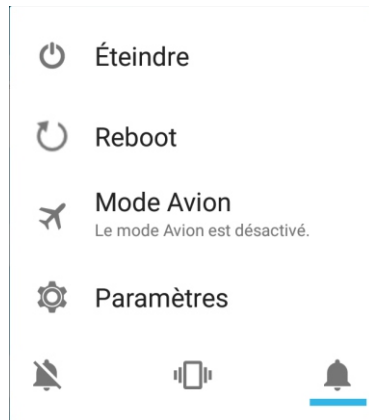 Éteindre
Reboot
Mode Avion
Le mode Avion est désactivé.
Paramètres